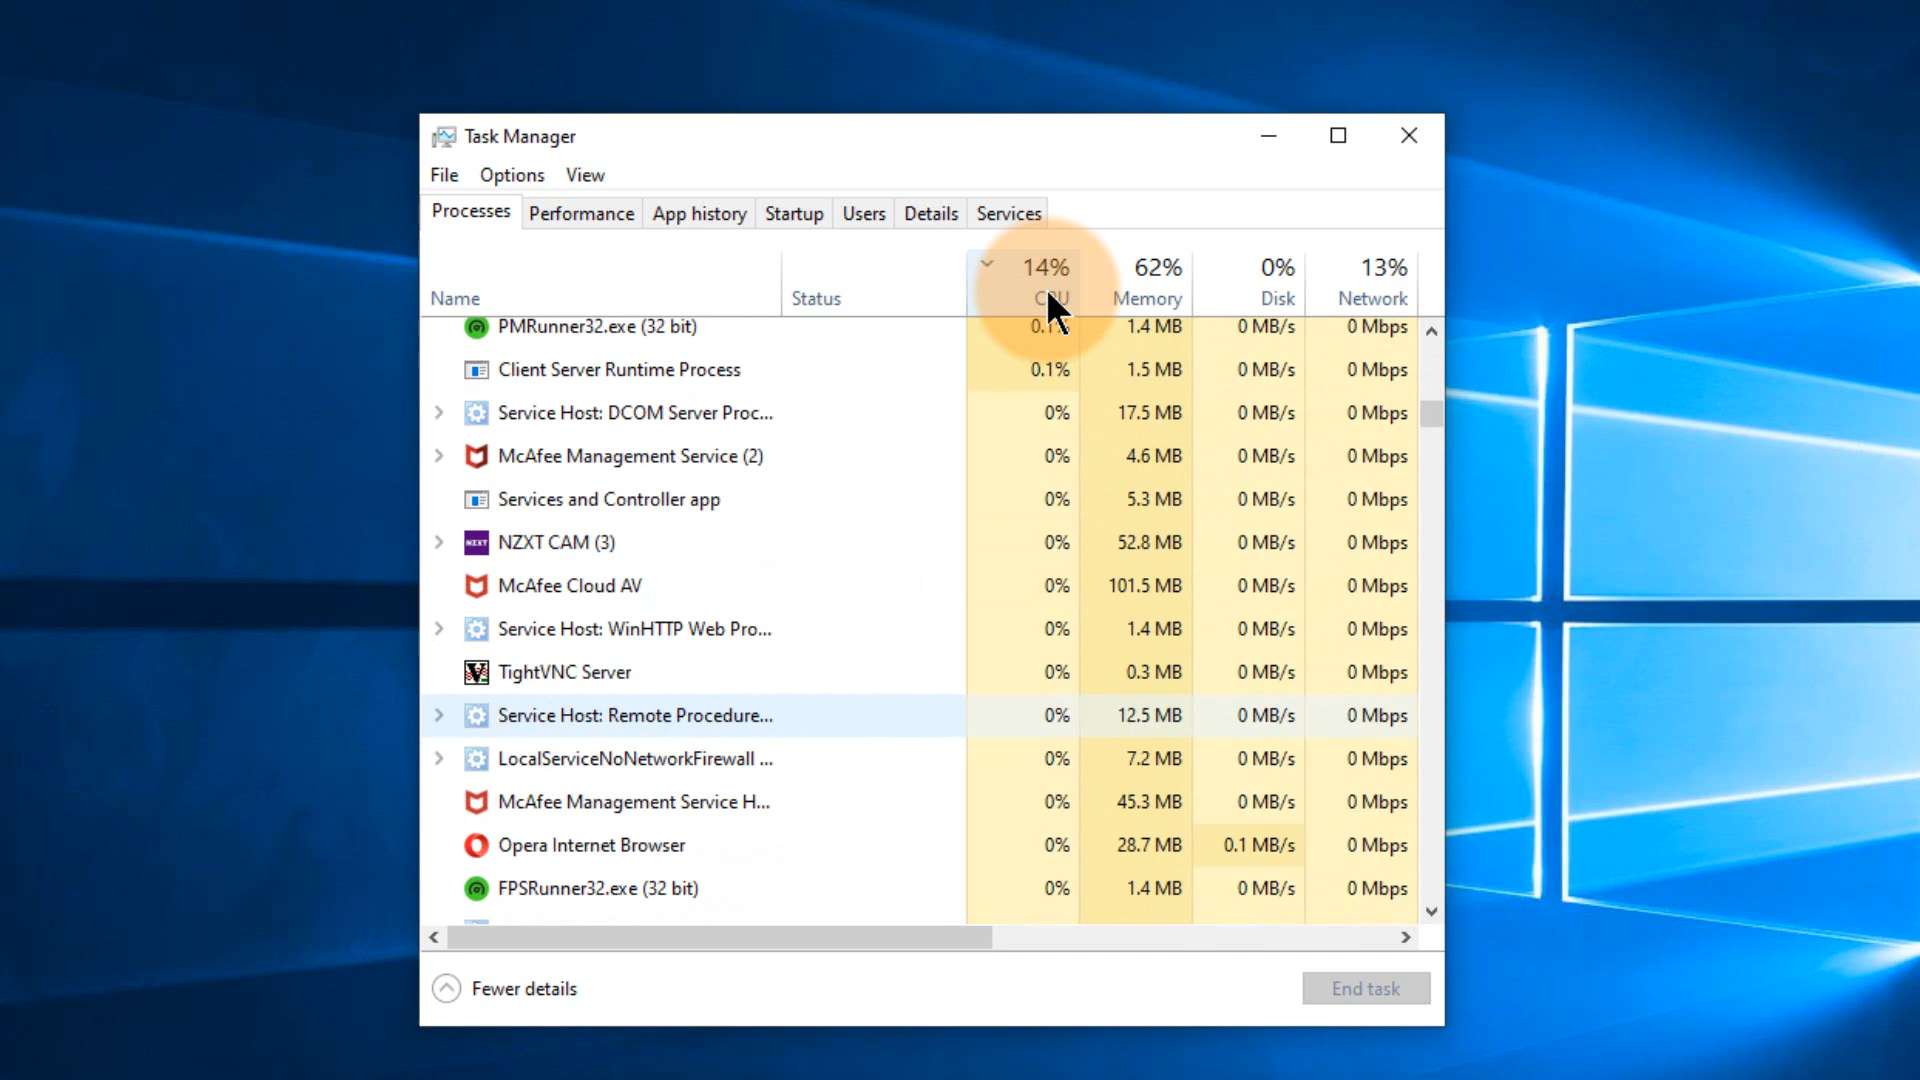 Task Manager
File Options View
Processes Performance App history Startup Users Details Services
14% 62% 0% 13%
Name Status CPU Memory Disk Network
PMRunner32.exe (32 bit) 0.1% 1.4 MB 0 MB/s 0 Mbps
Client Server Runtime Process 0.1% 1.5 MB 0 MB/s 0 Mbps
Service Host: DCOM Server Proc... 0% 17.5 MB 0 MB/s 0 Mbps
McAfee Management Service (2) 0% 4.6 MB 0 MB/s 0 Mbps
Services and Controller app 0% 5.3 MB 0 MB/s 0 Mbps
NZXT NZXT CAM (3) 0% 52.8 MB 0 MB/s 0 Mbps
McAfee Cloud AV 0% 101.5 MB 0 MB/s 0 Mbps
Service Host: WinHTTP Web Pro... 0% 1.4 MB 0 MB/s 0 Mbps
TightVNC Server 0% 0.3 MB 0 MB/s 0 Mbps
Service Host: Remote Procedure... 0% 12.5 MB 0 MB/s 0 Mbps
LocalServiceNoNetworkFirewall ... 0% 7.2 MB 0 MB/s 0 Mbps
McAfee Management Service H... 0% 45.3 MB 0 MB/s 0 Mbps
Opera Internet Browser 0% 28.7 MB 0.1 MB/s 0 Mbps
FPSRunner32.exe (32 bit) 0% 1.4 MB 0 MB/s 0 Mbps
Fewer details End task